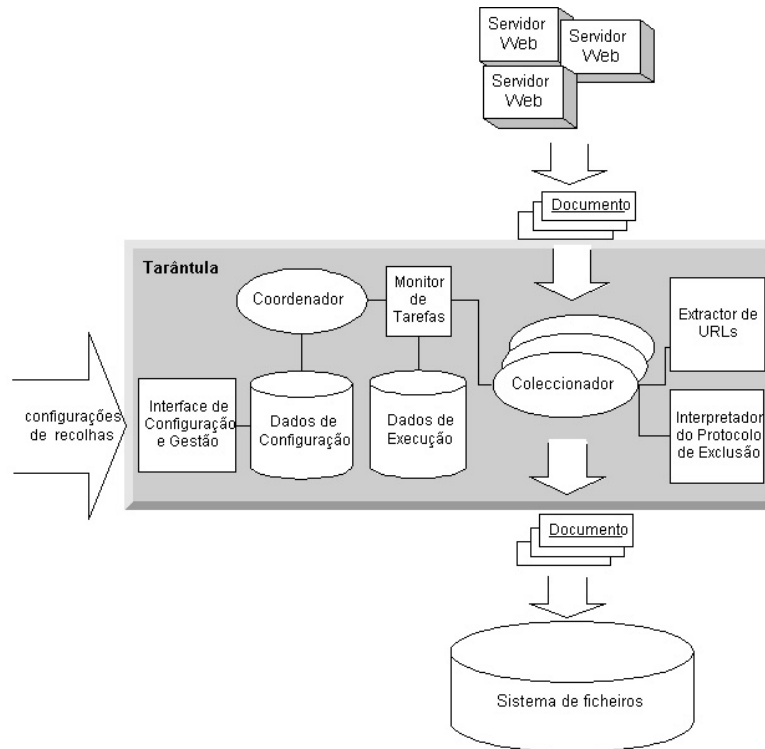 Servidor
Web
Servidor
Web
Servidor
Web
Documento
Tarântula
Coordenador
Monitor
de
Tarefas
Extractor de
URLs
Coleccionador
configurações
de recolhas
Interface de
Configuração
e Gestão
Dados de
Configuração
Dados de
Execução
Interpretador
do Protocolo
de Exclusão
Documento
Sistema de ficheiros